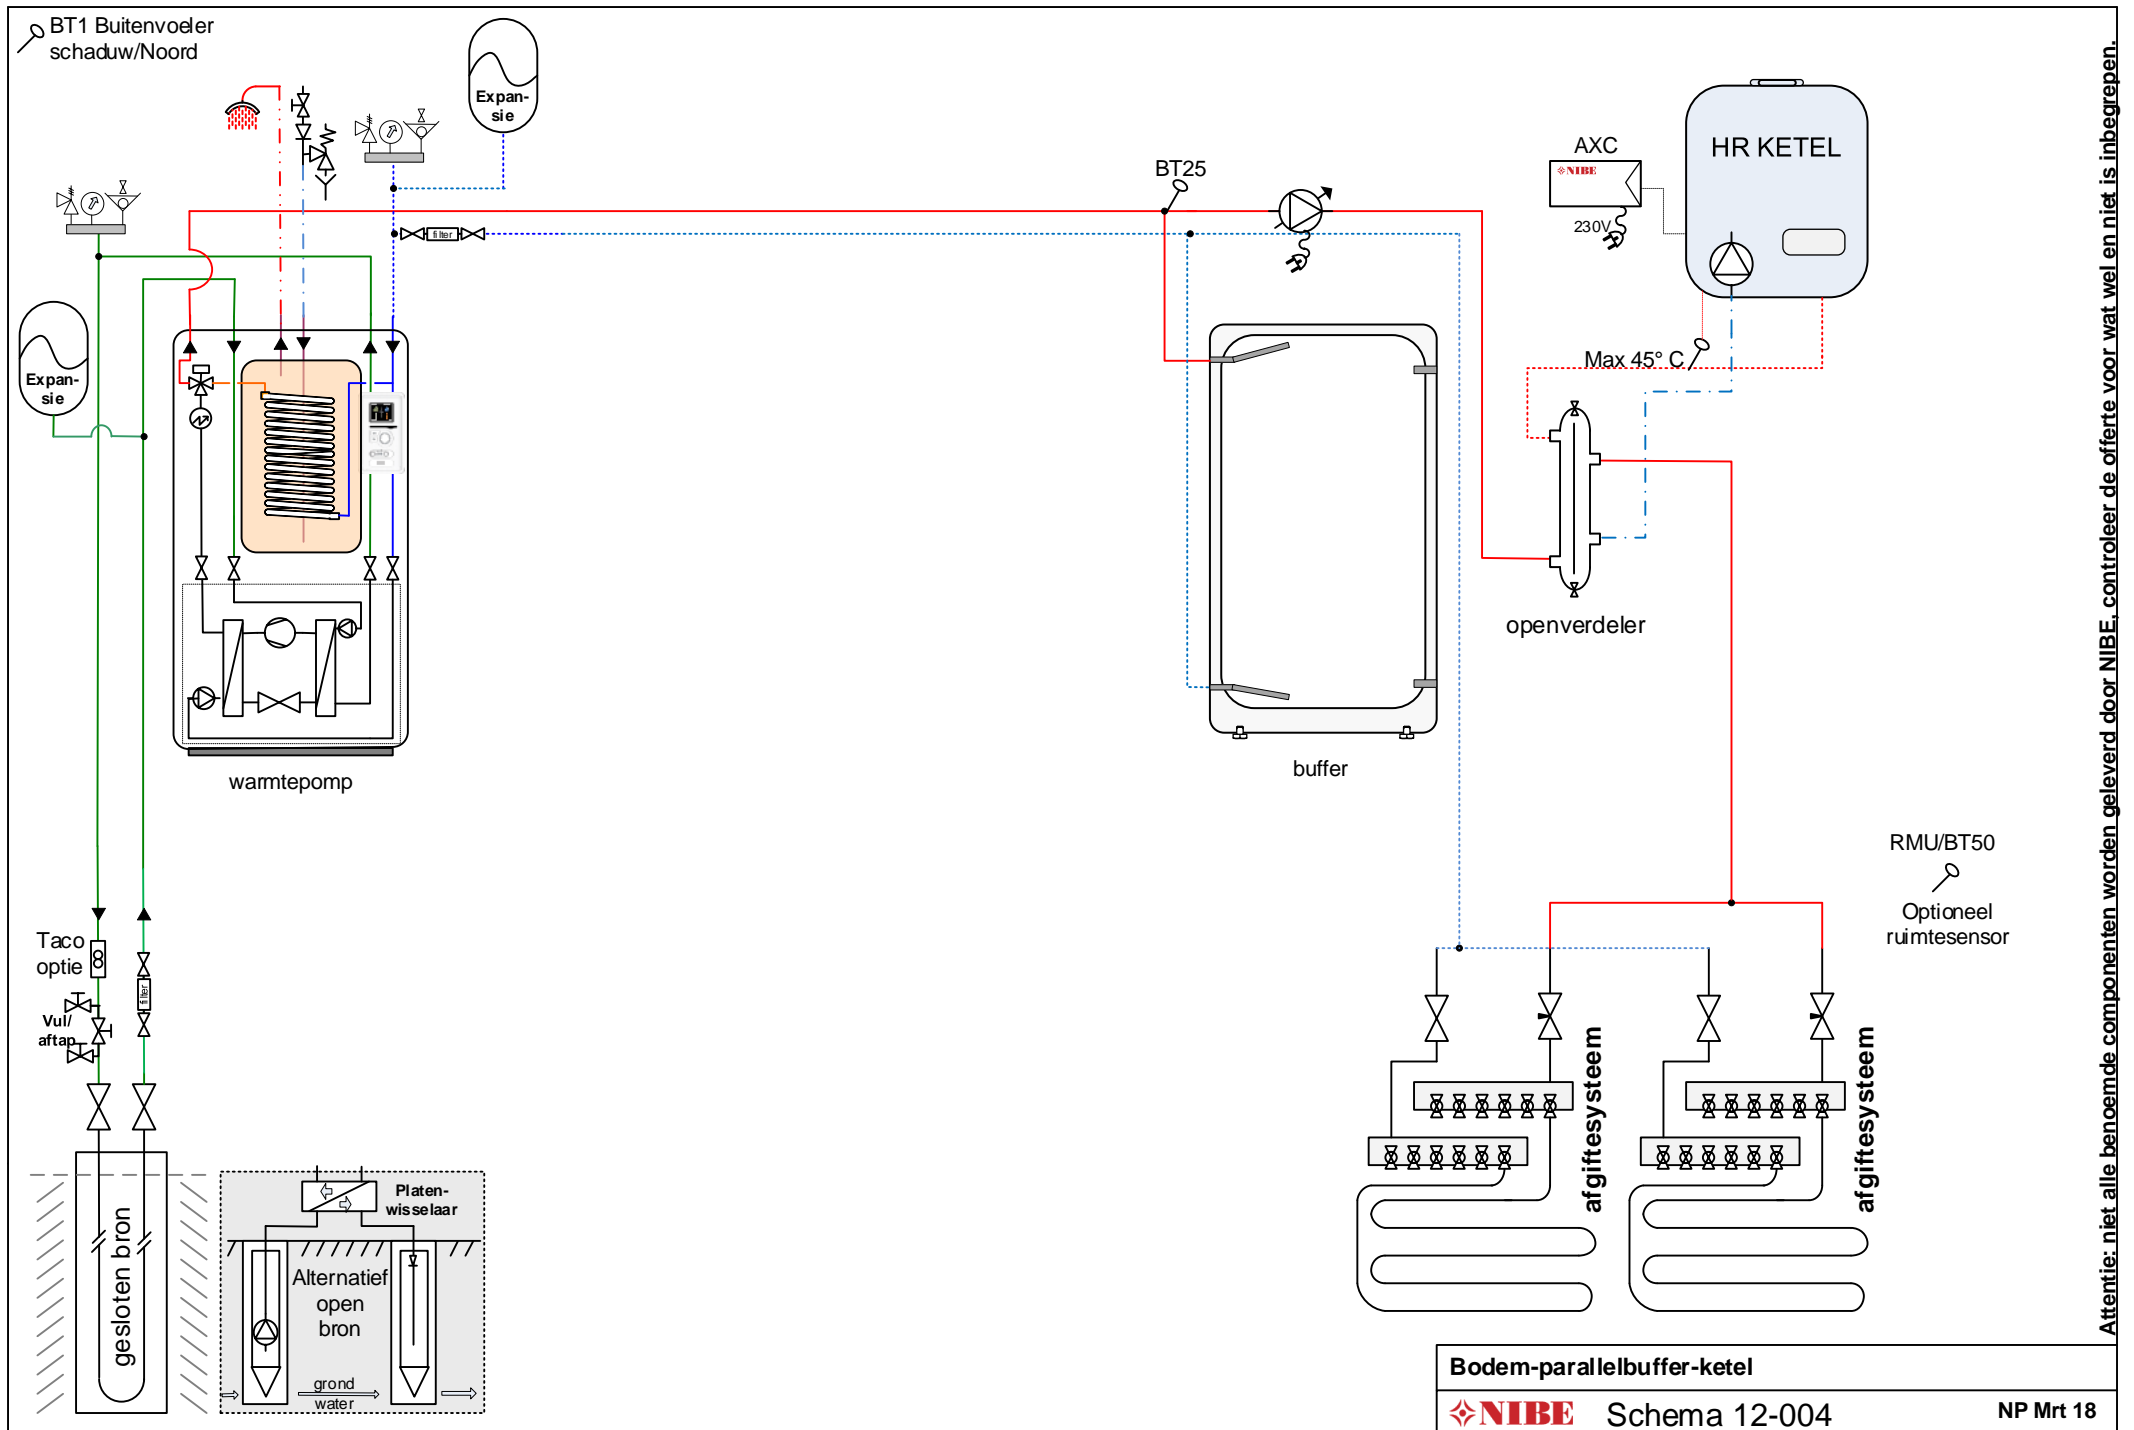 BT1 Buitenvoeler
schaduw/Noord
Expan-
sie
BT25
AXC
NIBE
230V
HR KETEL
filter
Expan-
sie
Max 45° C
openverdeler
warmtepomp
buffer
RMU/BT50
Optioneel
ruimtesensor
Taco
optie
filter
Vul/
aftap
afgiftesysteem
afgiftesysteem
gesloten bron
Platen-
wisselaar
Alternatief
open
bron
grond
water
Attentie: niet alle benoemde componenten worden geleverd door NIBE, controleer de offerte voor wat wel en niet is inbegrepen.
Bodem-parallelbuffer-ketel
NIBE Schema 12-004 NP Mrt 18